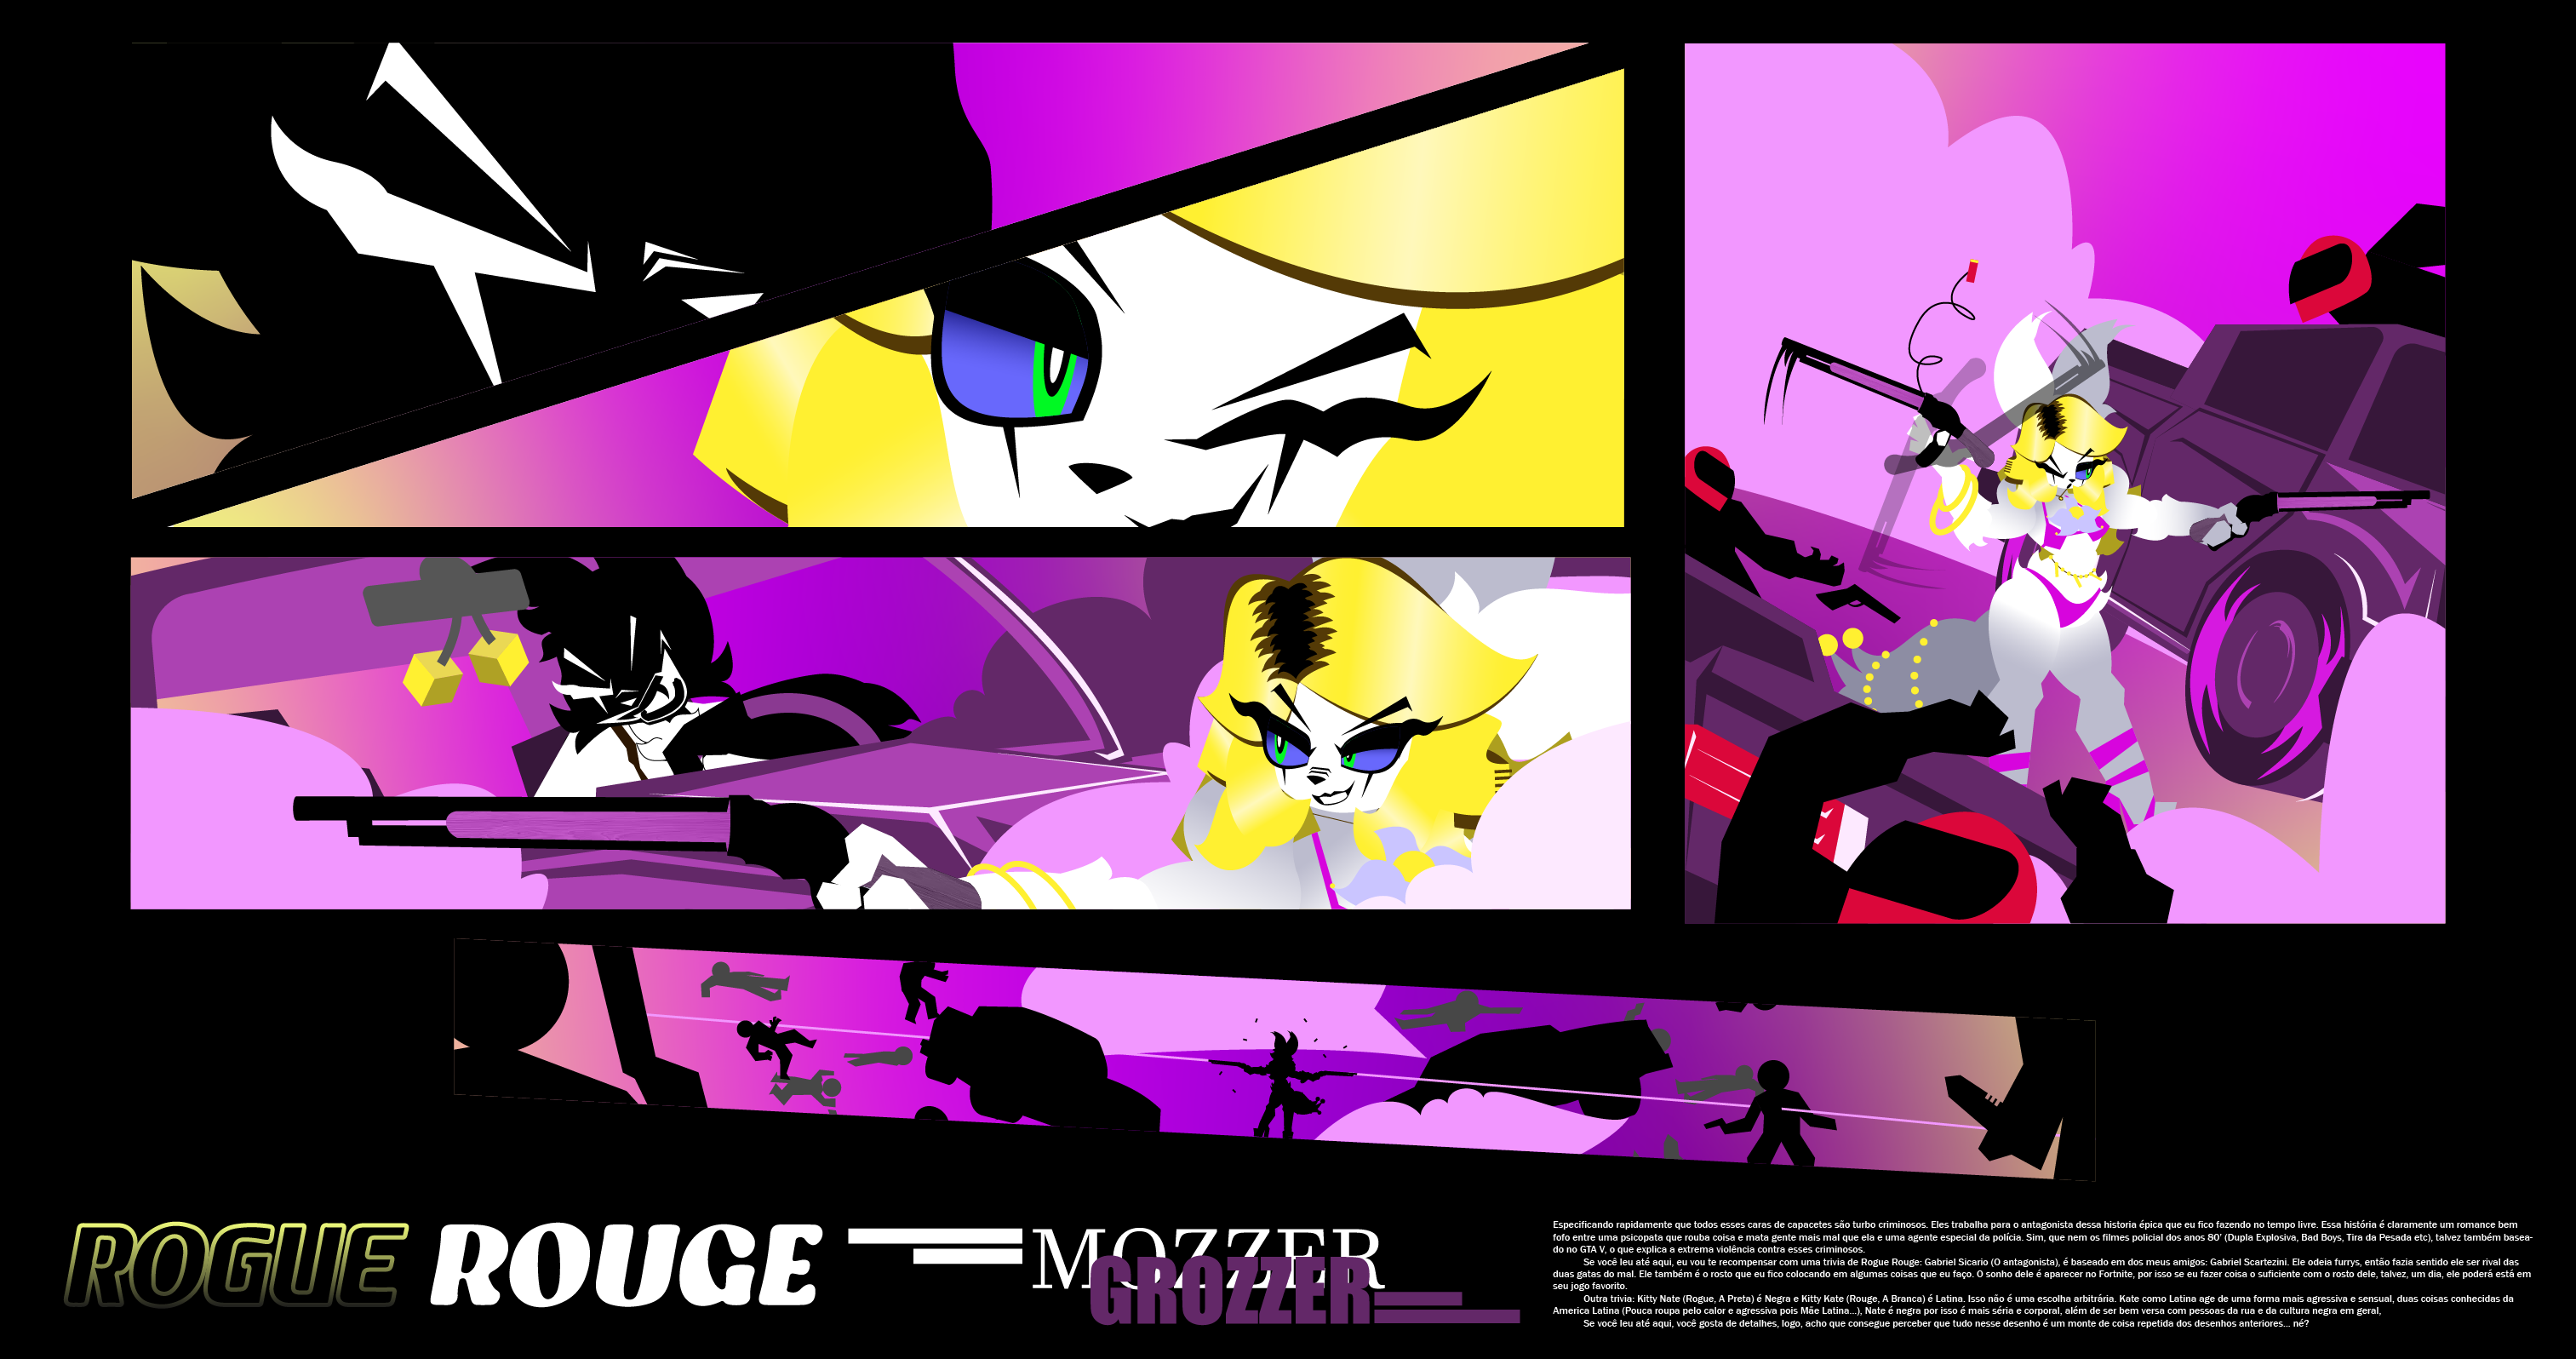 ROGUE ROUGE MOZZER
GROZZER
Especificando rapidamente que todos esses caras de capacetes são turbo criminosos. Eles trabalha para o antagonista dessa historia épica que eu fico fazendo no tempo livre. Essa história é claramente um romance bem
fofo entre uma psicopata que rouba coisa e mata gente mais mal que ela e uma agente especial da polícia. Sim, que nem os filmes policial dos anos 80' (Dupla Explosiva, Bad Boys, Tira da Pesada etc), talvez também basea-
do no GTA V, o que explica a extrema violência contra esses criminosos.
Se você leu até aqui, eu vou te recompensar com uma trivia de Rogue Rouge: Gabriel Sicario (O antagonista), é baseado em dos meus amigos: Gabriel Scartezini. Ele odeia furrys, então fazia sentido ele ser rival das
duas gatas do mal. Ele também é o rosto que eu fico colocando em algumas coisas que eu faço. O sonho dele é aparecer no Fortnite, por isso se eu fazer coisa o suficiente com o rosto dele, talvez, um dia, ele poderá está em
seu jogo favorito.
Outra trivia: Kitty Nate (Rogue, A Preta) é Negra e Kitty Kate (Rouge, A Branca) é Latina. Isso não é uma escolha arbitrária. Kate como Latina age de uma forma mais agressiva e sensual, duas coisas conhecidas da
America Latina (Pouca roupa pelo calor e agressiva pois Mãe Latina...), Nate é negra por isso é mais séria e corporal, além de ser bem versa com pessoas da rua e da cultura negra em geral,
Se você leu até aqui, você gosta de detalhes, logo, acho que consegue perceber que tudo nesse desenho é um monte de coisa repetida dos desenhos anteriores... né?